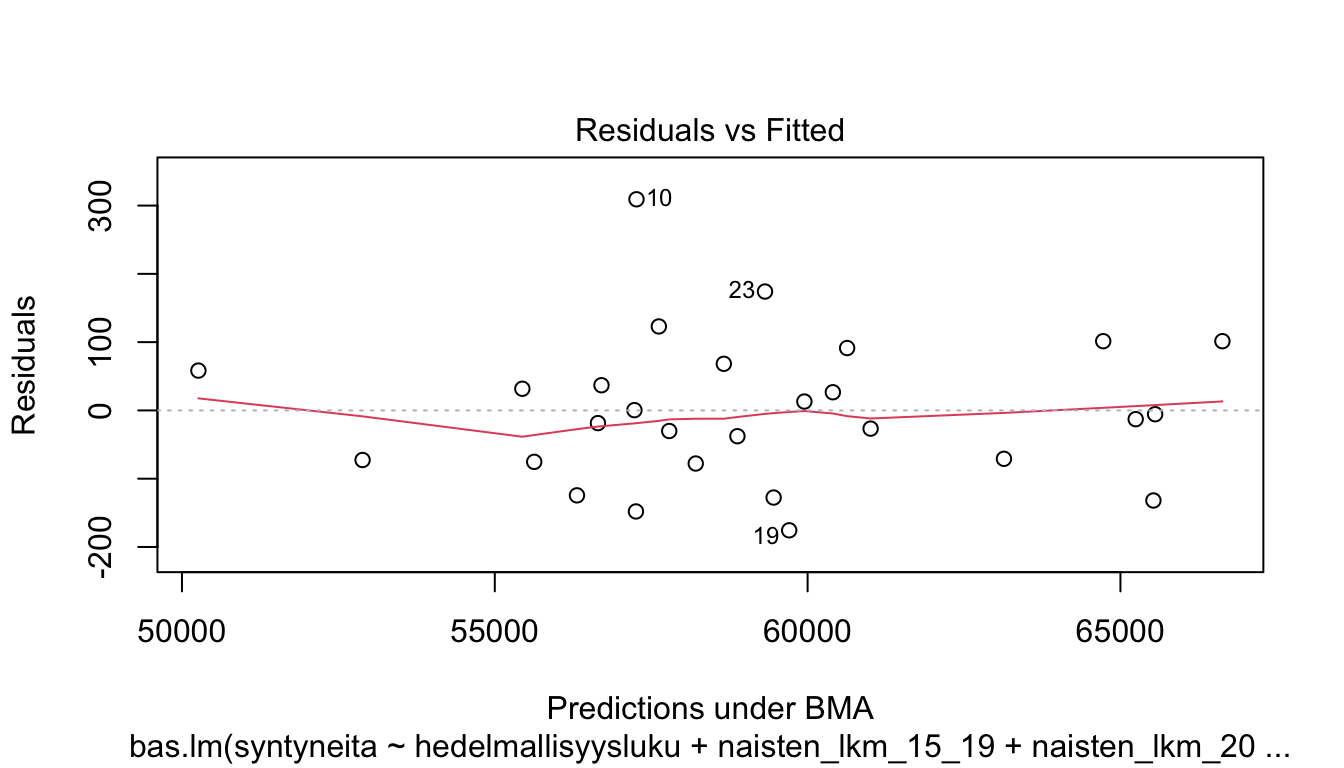 Residuals vs Fitted
Residuals
300
100
0
-200
10
23
19
50000 55000 60000 65000
Predictions under BMA
bas.lm(syntyneita ~ hedelmallisyysluku + naisten_lkm_15_19 + naisten_lkm_20 ...